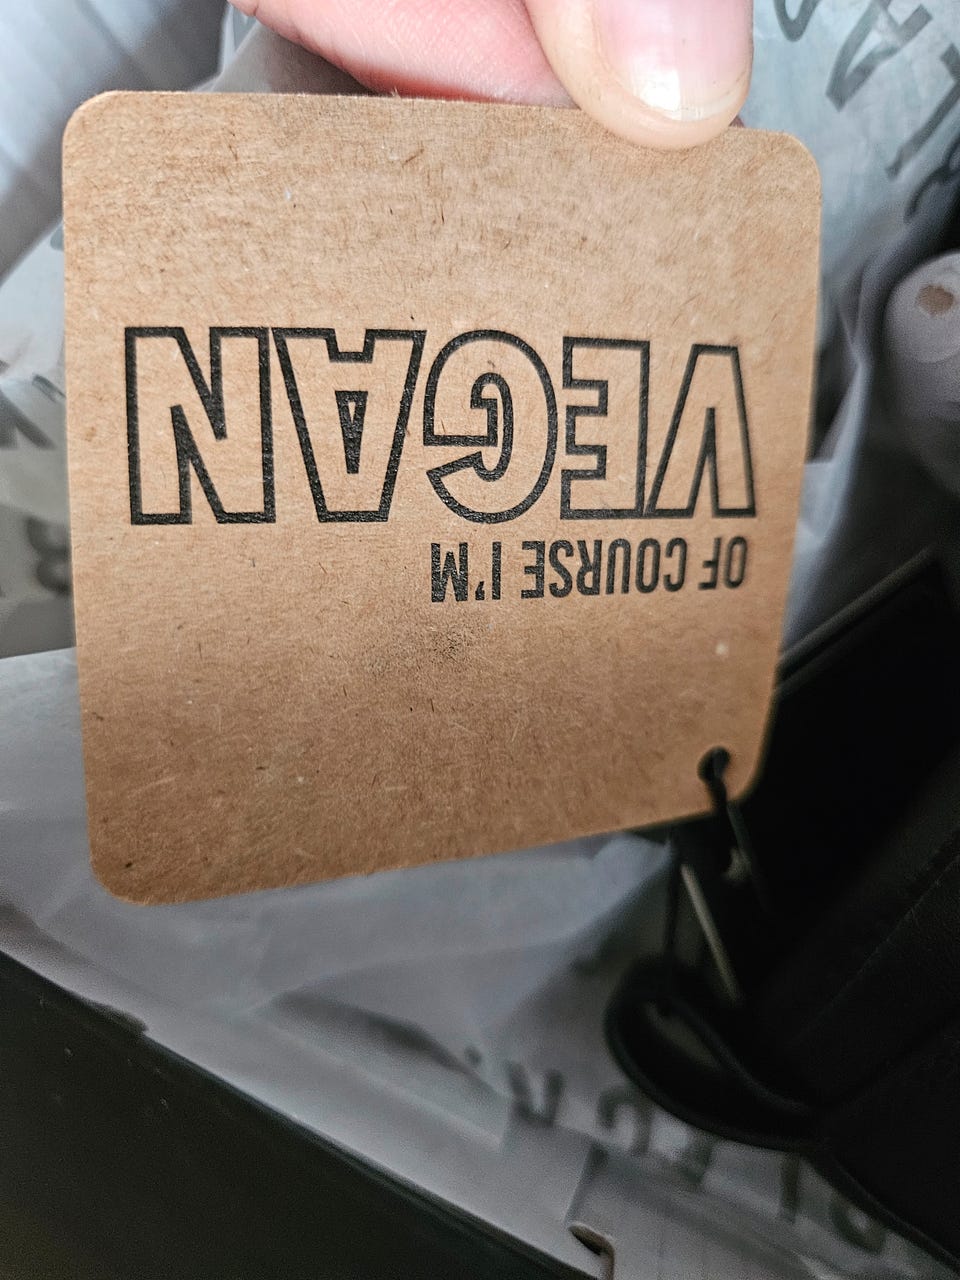 OF COURSE I'M
VEGAN